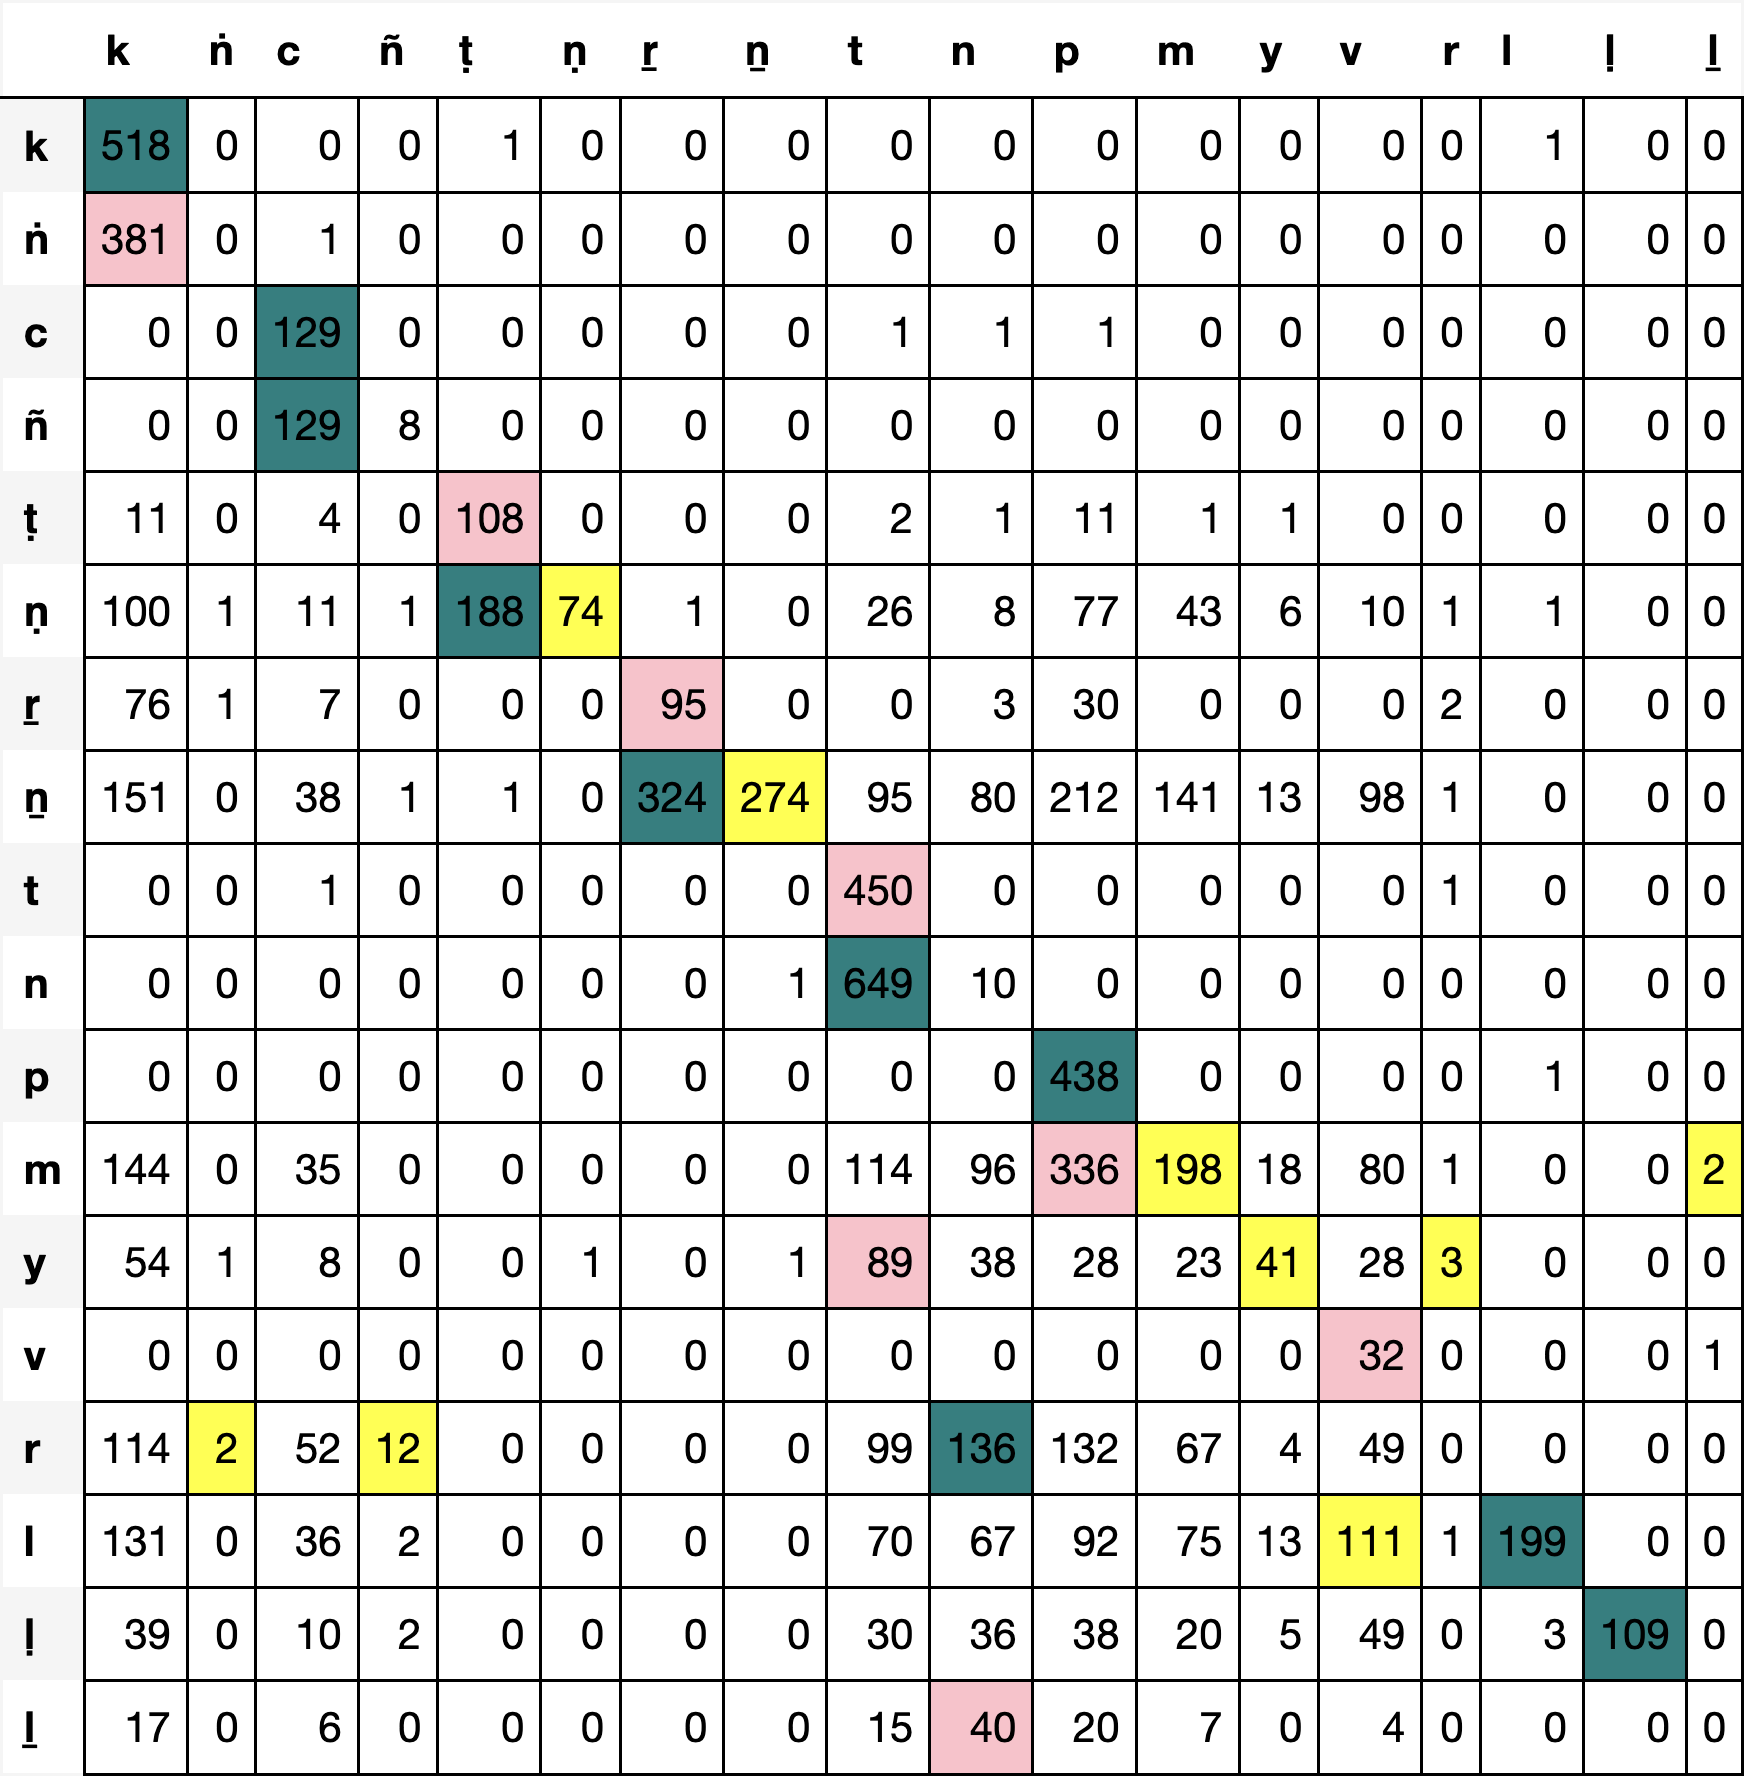 k ṅ c ñ ṭ ṇ ṟ ṉ t n p m y v r l ḷ ḻ
k 518 0 0 0 1 0 0 0 0 0 0 0 0 0 0 1 0 0
ṅ 381 0 1 0 0 0 0 0 0 0 0 0 0 0 0 0 0 0
c 0 0 129 0 0 0 0 0 1 1 1 0 0 0 0 0 0 0
ñ 0 0 129 8 0 0 0 0 0 0 0 0 0 0 0 0 0 0
ṭ 11 0 4 0 108 0 0 0 2 1 11 1 1 0 0 0 0 0
ṇ 100 1 11 1 188 74 1 0 26 8 77 43 6 10 1 1 0 0
ṟ 76 1 7 0 0 0 95 0 0 3 30 0 0 0 2 0 0 0
ṉ 151 0 38 1 1 0 324 274 95 80 212 141 13 98 1 0 0 0
t 0 0 1 0 0 0 0 0 450 0 0 0 0 0 1 0 0 0
n 0 0 0 0 0 0 0 1 649 10 0 0 0 0 0 0 0 0
p 0 0 0 0 0 0 0 0 0 0 438 0 0 0 0 1 0 0
m 144 0 35 0 0 0 0 0 114 96 336 198 18 80 1 0 0 2
y 54 1 8 0 0 1 0 1 89 38 28 23 41 28 3 0 0 0
v 0 0 0 0 0 0 0 0 0 0 0 0 0 32 0 0 0 1
r 114 2 52 12 0 0 0 0 99 136 132 67 4 49 0 0 0 0
l 131 0 36 2 0 0 0 0 70 67 92 75 13 111 1 199 0 0
ḷ 39 0 10 2 0 0 0 0 30 36 38 20 5 49 0 3 109 0
ḻ 17 0 6 0 0 0 0 0 15 40 20 7 0 4 0 0 0 0